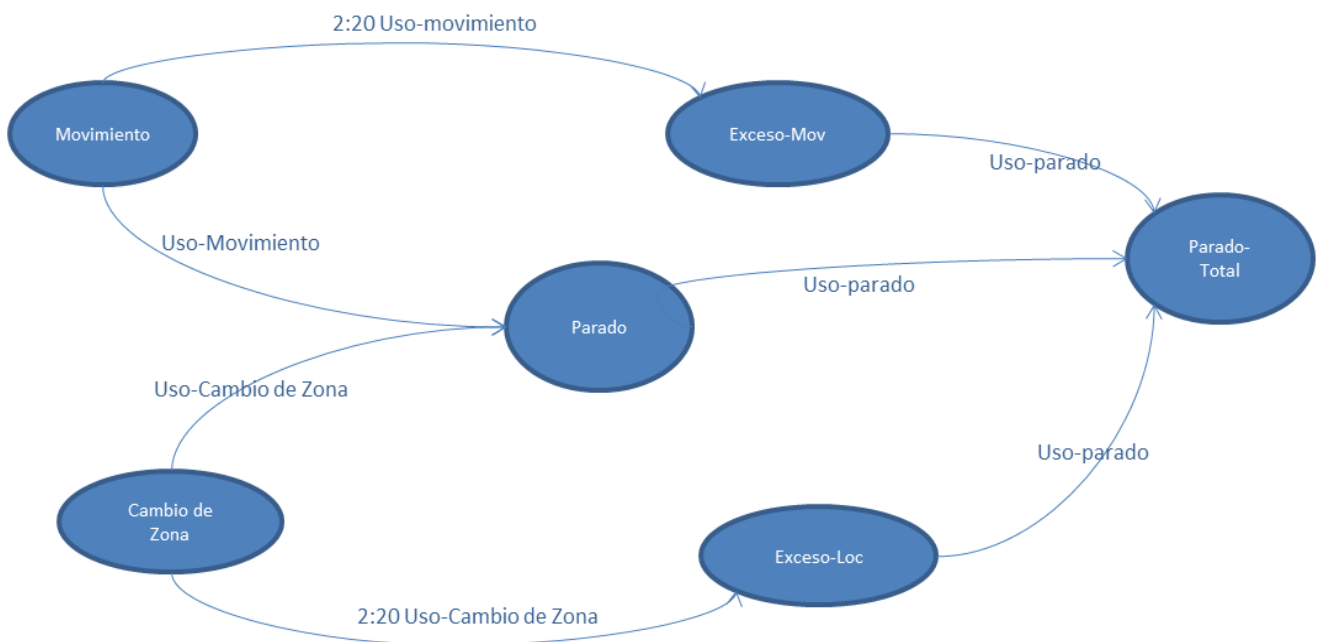 2:20 Uso-movimiento
Movimiento
Exceso-Mov
Uso-parado
Uso-Movimiento
Parado-
Total
Uso-parado
Parado
Uso-Cambio de Zona
Uso-parado
Cambio de
Zona
Exceso-Loc
2:20 Uso-Cambio de Zona